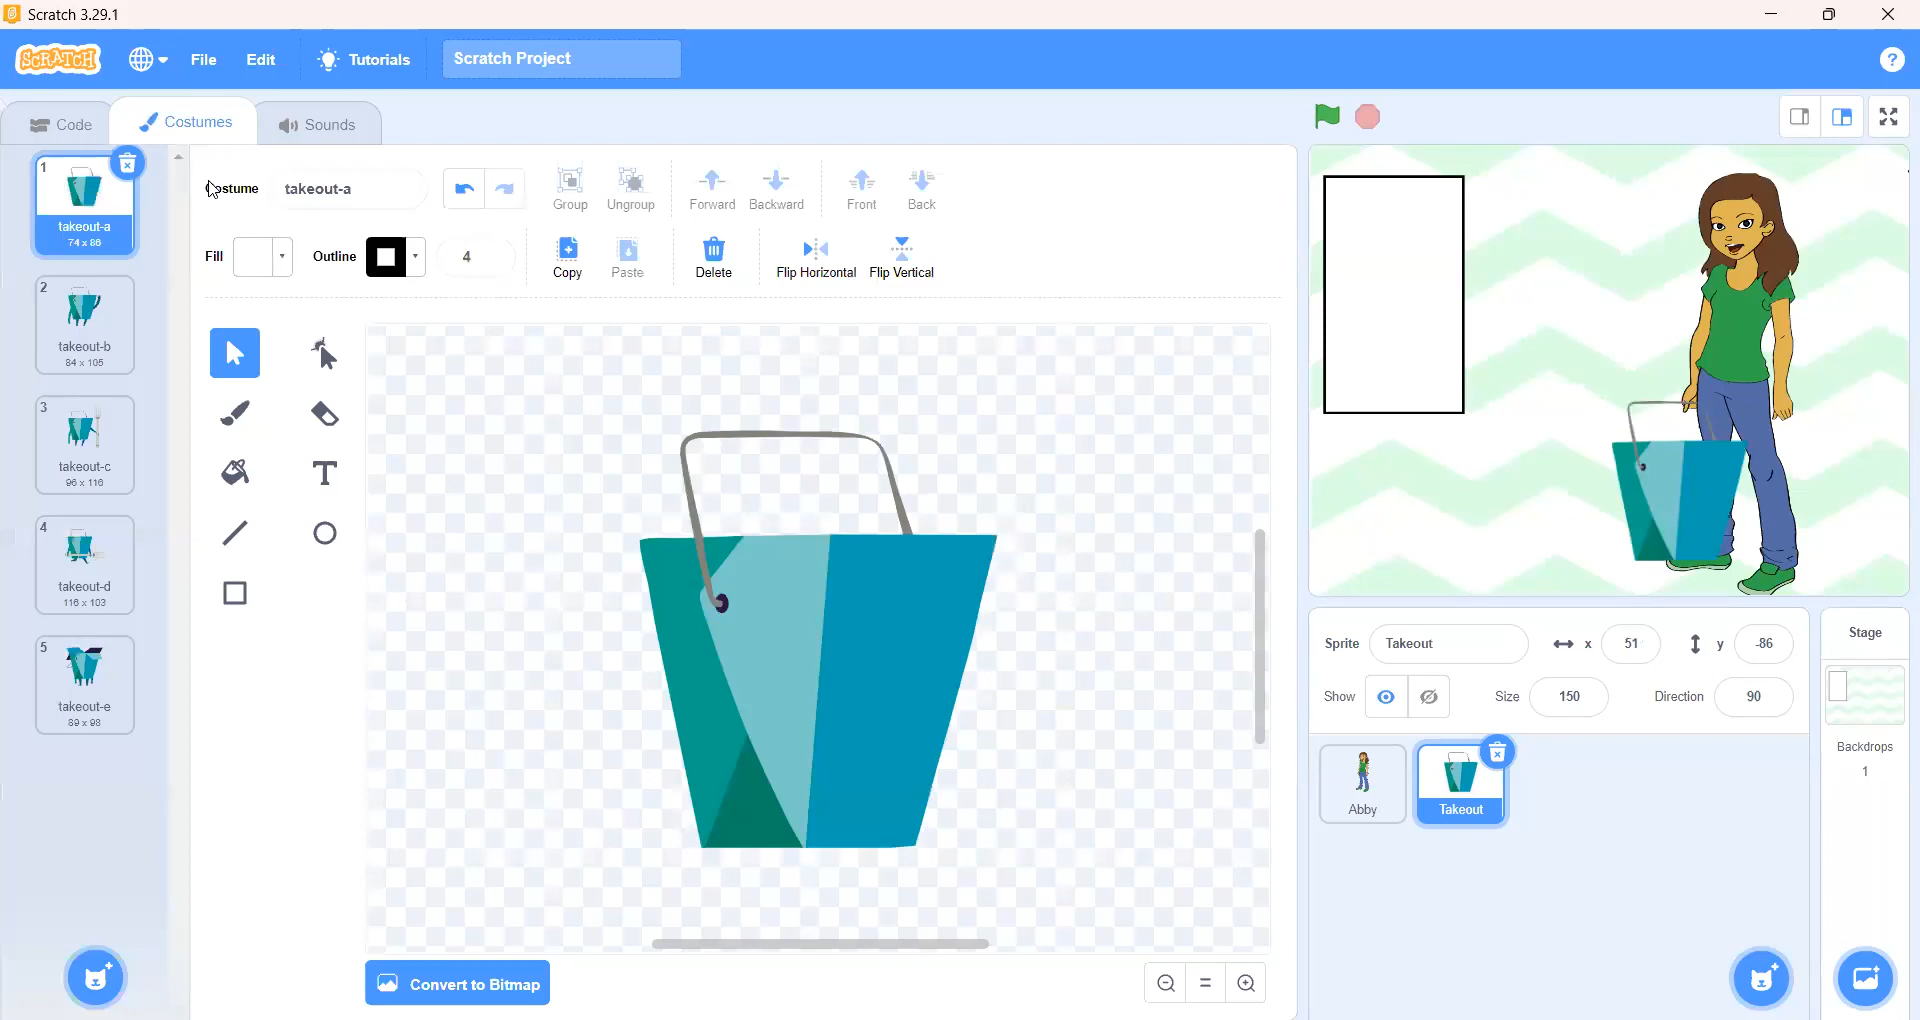 Scratch 3.29.1
SCRATCH File Edit Tutorials Scratch Project ?
Code Costumes Sounds
1
takeout-a
74 x 86
2
takeout-b
84 x 105
3
takeout-c
96 x 116
4
takeout-d
116 x 103
5
takeout-e
89 x 98
Costume takeout-a
Group Ungroup Forward Backward Front Back
Fill Outline 4
Copy Paste Delete Flip Horizontal Flip Vertical
T
Convert to Bitmap
Sprite Takeout x 51 y -86
Show Size 150 Direction 90
Abby
Takeout
Stage
Backdrops
1